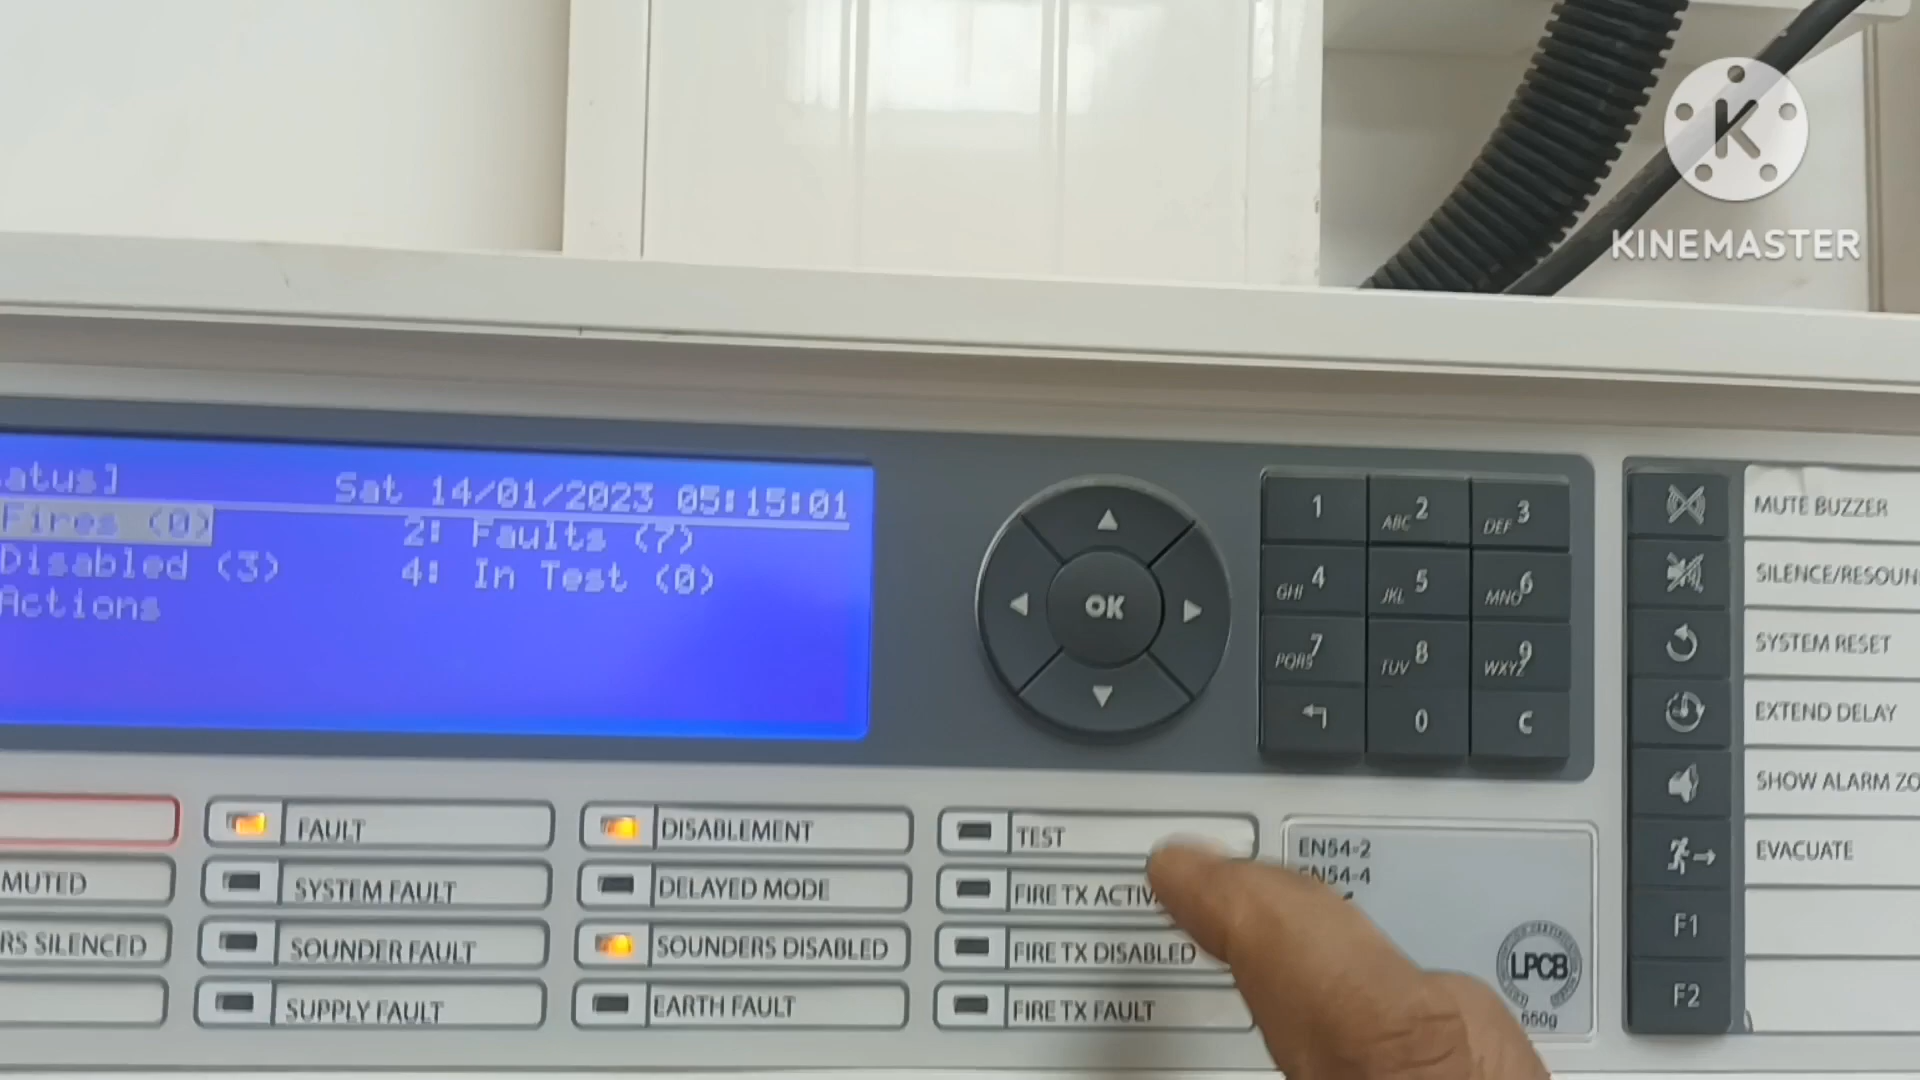 KINEMASTER
atus]
Sat 14/01/2023 05:15:01
Fires (0)
2: Faults (7)
Disabled (3)
4: In Test (0)
Actions
OK
1
ABC 2
DEF 3
GHI 4
JKL 5
MNO 6
PQRS 7
TUV 8
WXYZ 9
0
C
MUTE BUZZER
SILENCE/RESOUN
SYSTEM RESET
EXTEND DELAY
SHOW ALARM ZO
EVACUATE
F1
F2
FAULT
DISABLEMENT
TEST
MUTED
SYSTEM FAULT
DELAYED MODE
FIRE TX ACTIV
RS SILENCED
SOUNDER FAULT
SOUNDERS DISABLED
FIRE TX DISABLED
SUPPLY FAULT
EARTH FAULT
FIRE TX FAULT
EN54-2
EN54-4
LPCB
650g